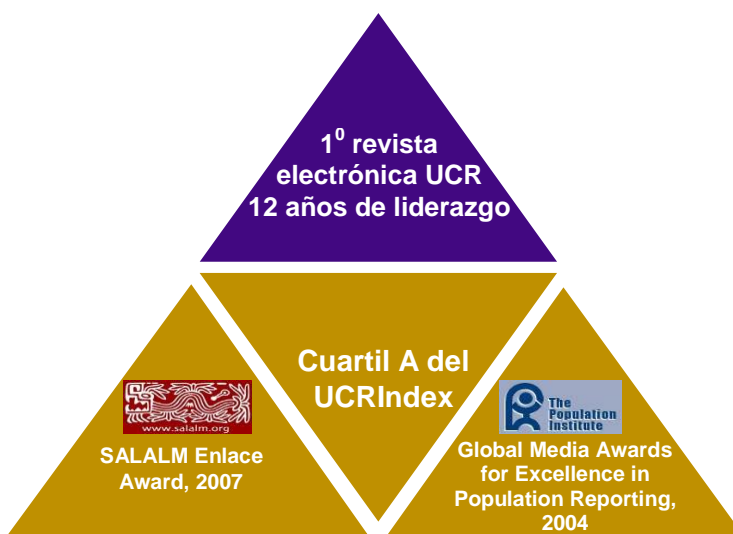 1⁰ revista
electrónica UCR
12 años de liderazgo
Cuartil A del
UCRIndex
www.salalm.org
SALALM Enlace
Award, 2007
The
Population
Institute
Global Media Awards
for Excellence in
Population Reporting,
2004